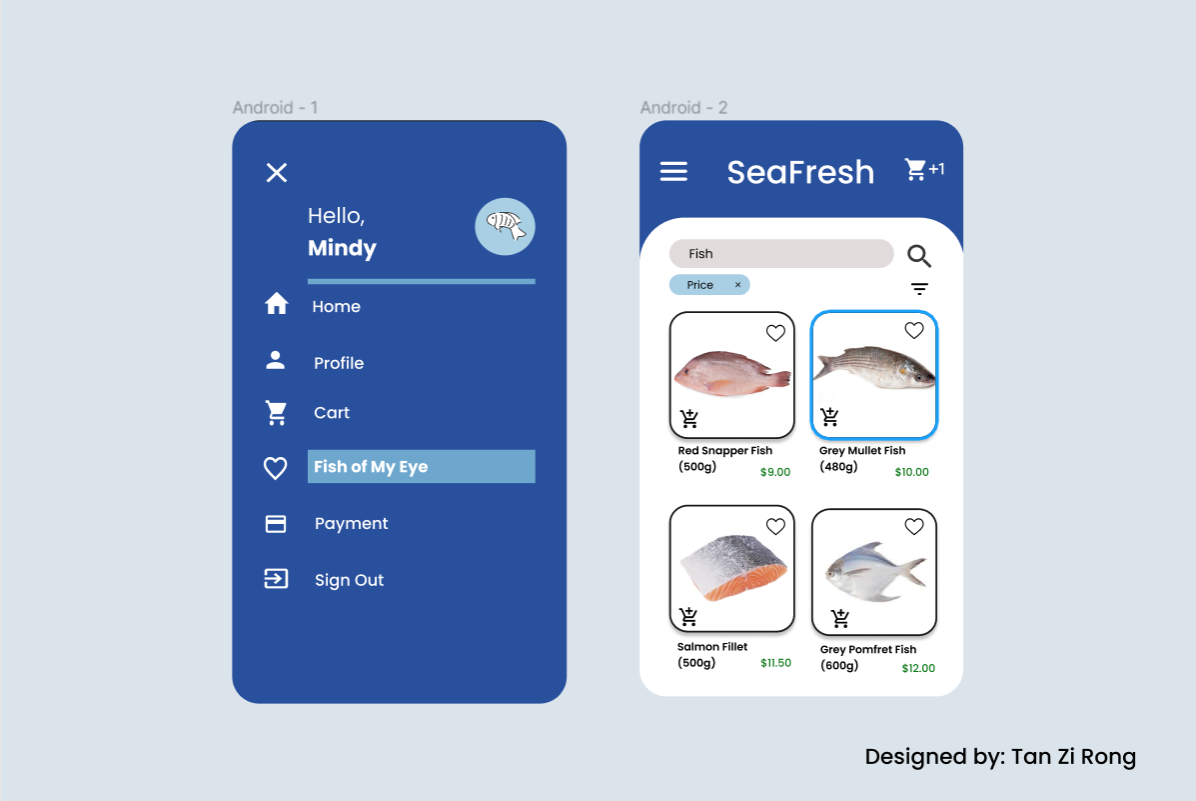 Android - 1
Hello,
Mindy
Home
Profile
Cart
Fish of My Eye
Payment
Sign Out
Android - 2
SeaFresh
+1
Fish
Price ×
Red Snapper Fish
(500g) $9.00
Grey Mullet Fish
(480g) $10.00
Salmon Fillet
(500g) $11.50
Grey Pomfret Fish
(600g) $12.00
Designed by: Tan Zi Rong